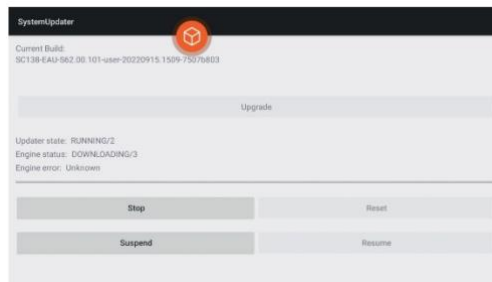 SystemUpdater
Current Build:
SC138-EAU-S62.00.101-user-20220915.1509-7507b803
Upgrade
Updater state: RUNNING/2
Engine status: DOWNLOADING/3
Engine error: Unknown
Stop
Reset
Suspend
Resume